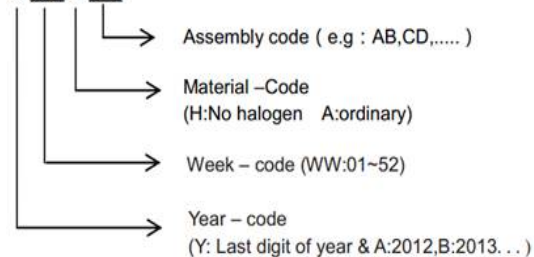 Assembly code ( e.g : AB,CD,..... )
Material –Code
(H:No halogen A:ordinary)
Week – code (WW:01~52)
Year – code
(Y: Last digit of year & A:2012,B:2013. . . )